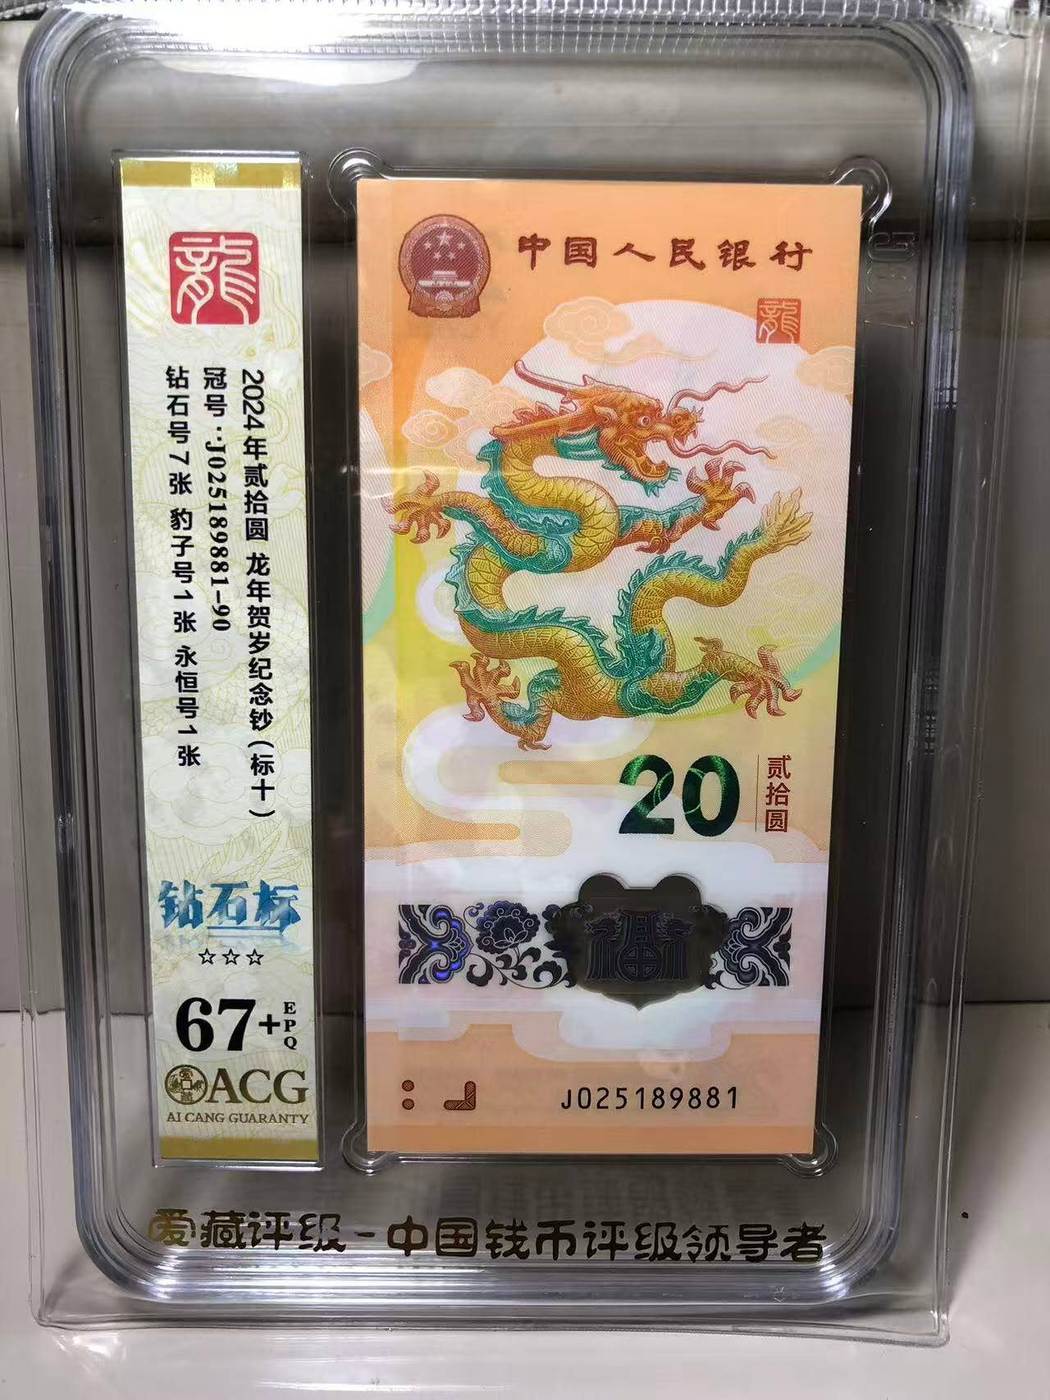 龍
2024年贰拾圆 龙年贺岁纪念钞（标十）
冠号：J025189881-90
钻石号7张 豹子号1张 永恒号1张
钻石标
☆☆☆
67+EPQ
ACG
AI CANG GUARANTY
中国人民银行
龍
20
贰拾圆
福
J025189881
爱藏评级-中国钱币评级领导者